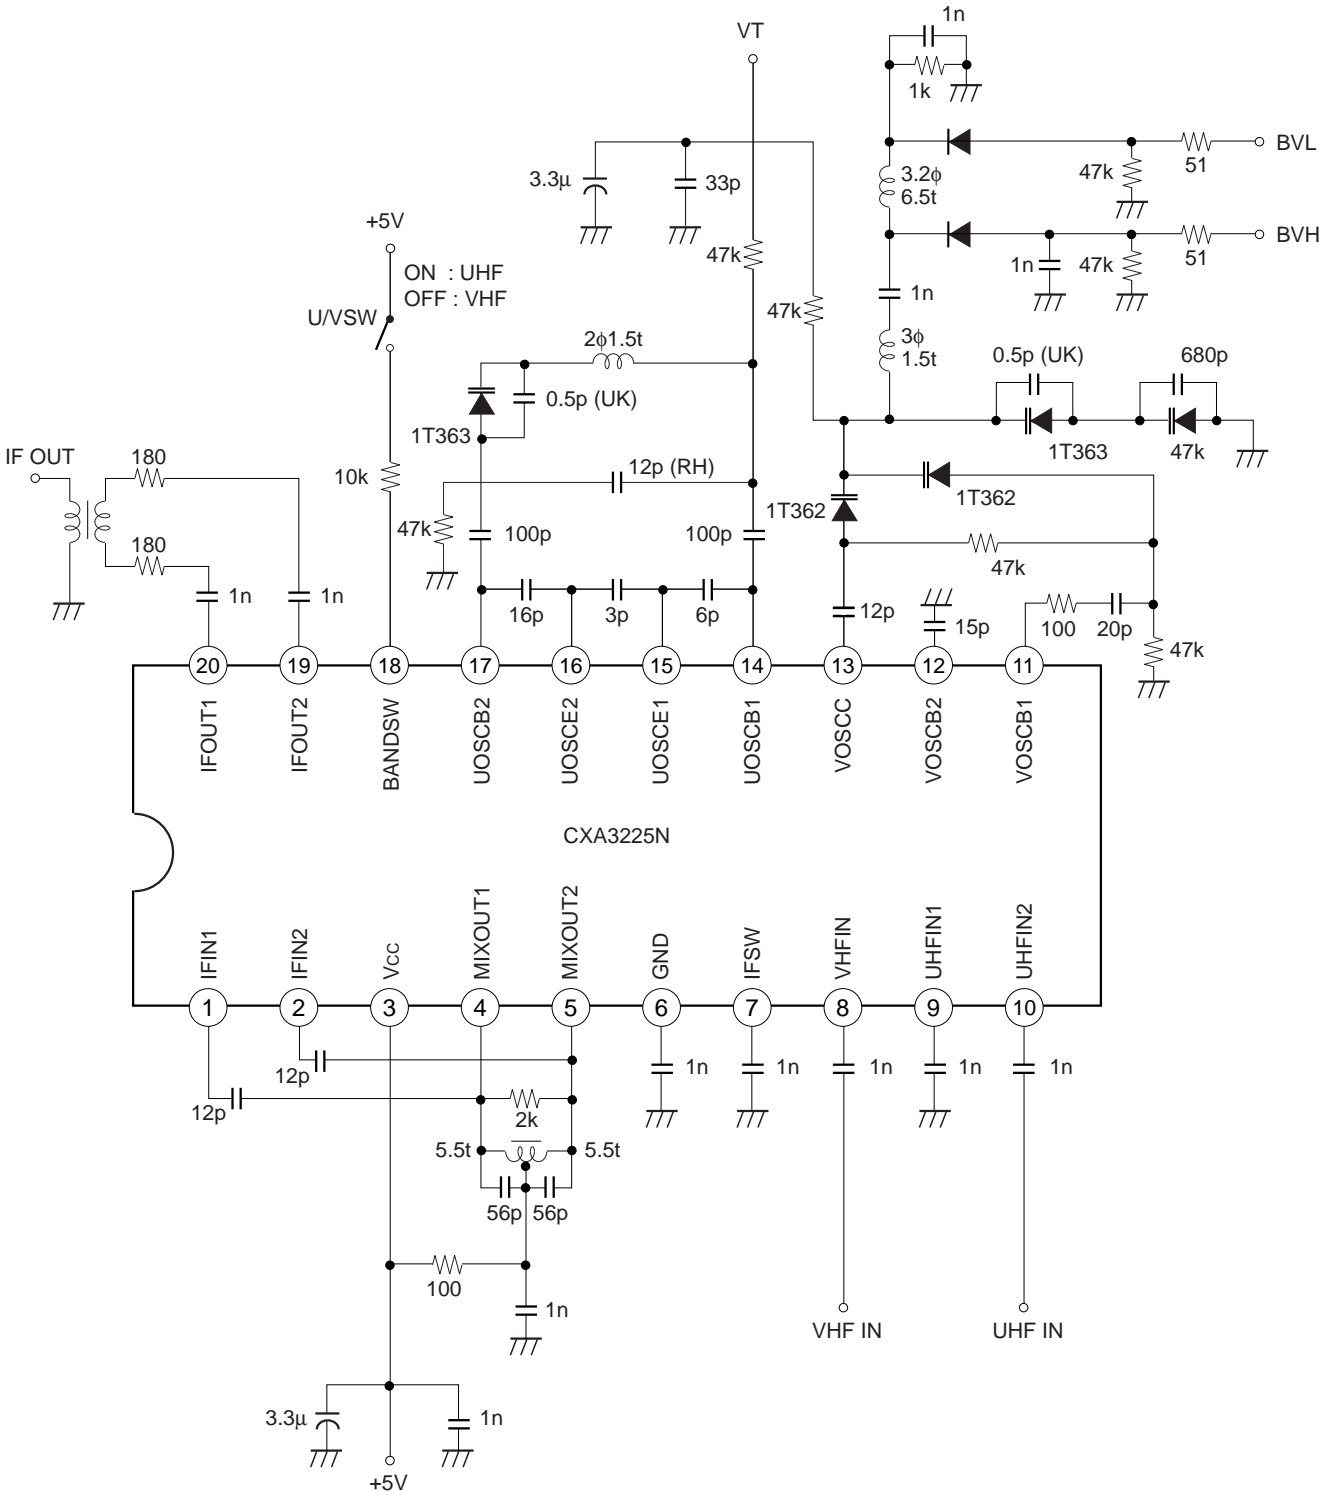 1n
VT
1k
BVL
3.3μ
33p
47k
51
3.2ϕ
6.5t
+5V
BVH
47k
1n
47k
51
ON : UHF
OFF : VHF
1n
U/VSW
47k
2ϕ1.5t
3ϕ
1.5t
0.5p (UK)
680p
0.5p (UK)
1T363
1T363
47k
IF OUT
180
10k
12p (RH)
1T362
1T362
47k
100p
100p
180
47k
1n
1n
16p
3p
6p
12p
15p
100
20p
47k
20
19
18
17
16
15
14
13
12
11
IFOUT1
IFOUT2
BANDSW
UOSCB2
UOSCE2
UOSCE1
UOSCB1
VOSCC
VOSCB2
VOSCB1
CXA3225N
IFIN1
IFIN2
Vcc
MIXOUT1
MIXOUT2
GND
IFSW
VHFIN
UHFIN1
UHFIN2
1
2
3
4
5
6
7
8
9
10
12p
1n
1n
1n
1n
1n
12p
2k
5.5t
5.5t
56p
56p
100
1n
VHF IN
UHF IN
3.3μ
1n
+5V